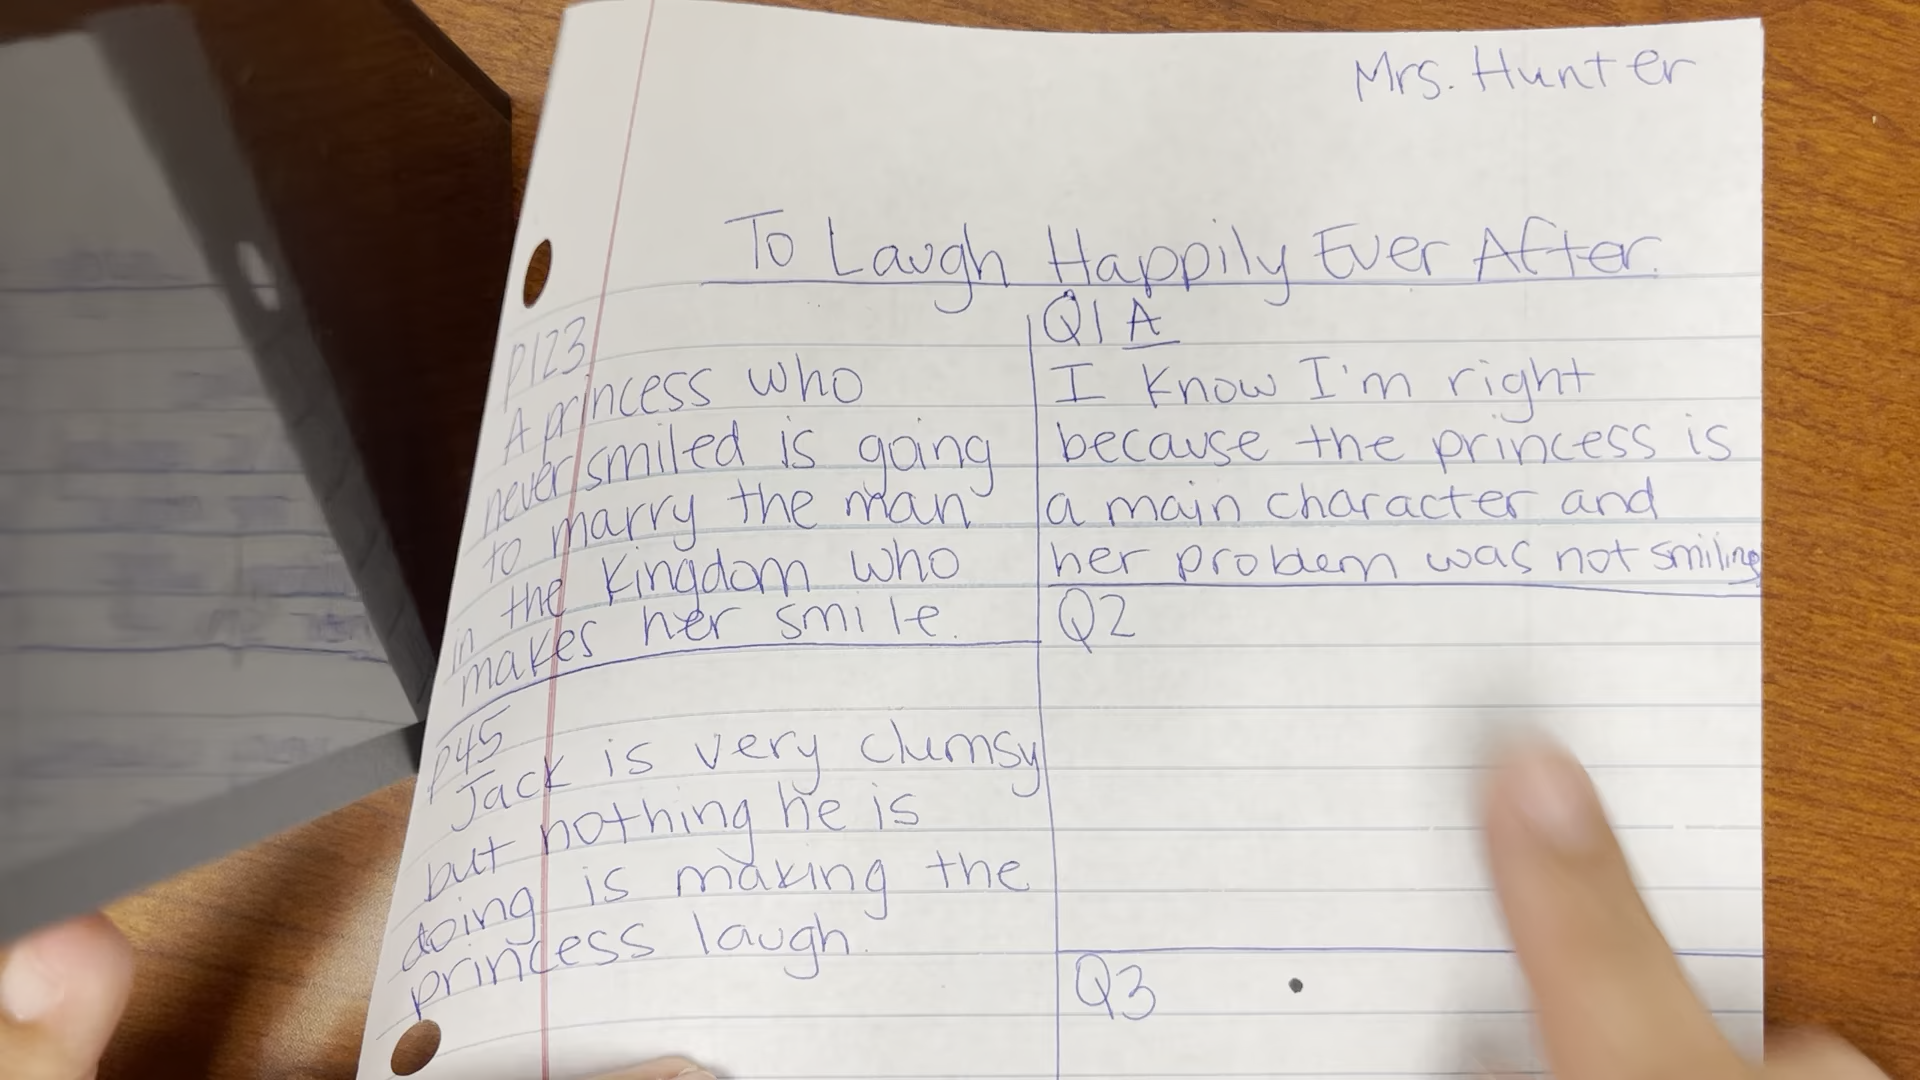 Mrs. Hunter
To Laugh Happily Ever After.
P123
A princess who
never smiled is going
to marry the man
in the Kingdom who
makes her smile.
P45
Jack is very clumsy
but nothing he is
doing is making the
princess laugh.
Q1 A
I know I'm right
because the princess is
a main character and
her problem was not smiling
Q2
Q3